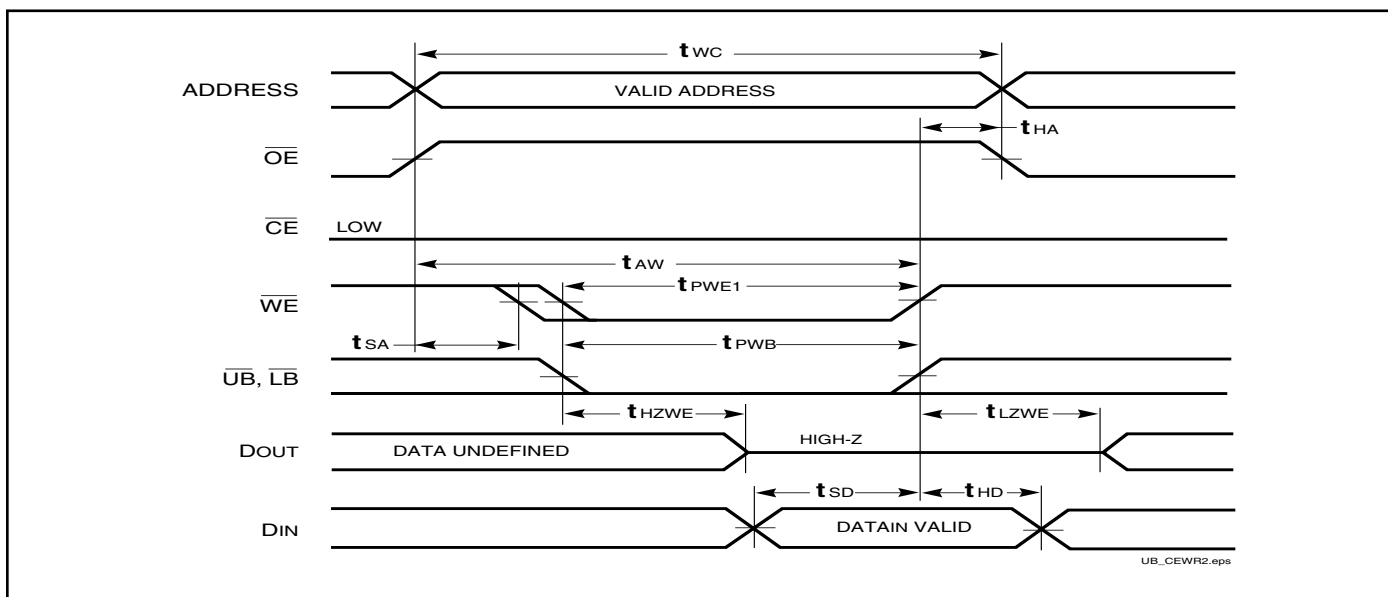 tWC
ADDRESS VALID ADDRESS
tHA
OE
CE LOW
tAW
WE tPWE1
tSA tPWB
UB, LB
tHZWE tLZWE
DOUT DATA UNDEFINED HIGH-Z
tSD tHD
DIN DATAIN VALID
UB_CEWR2.eps